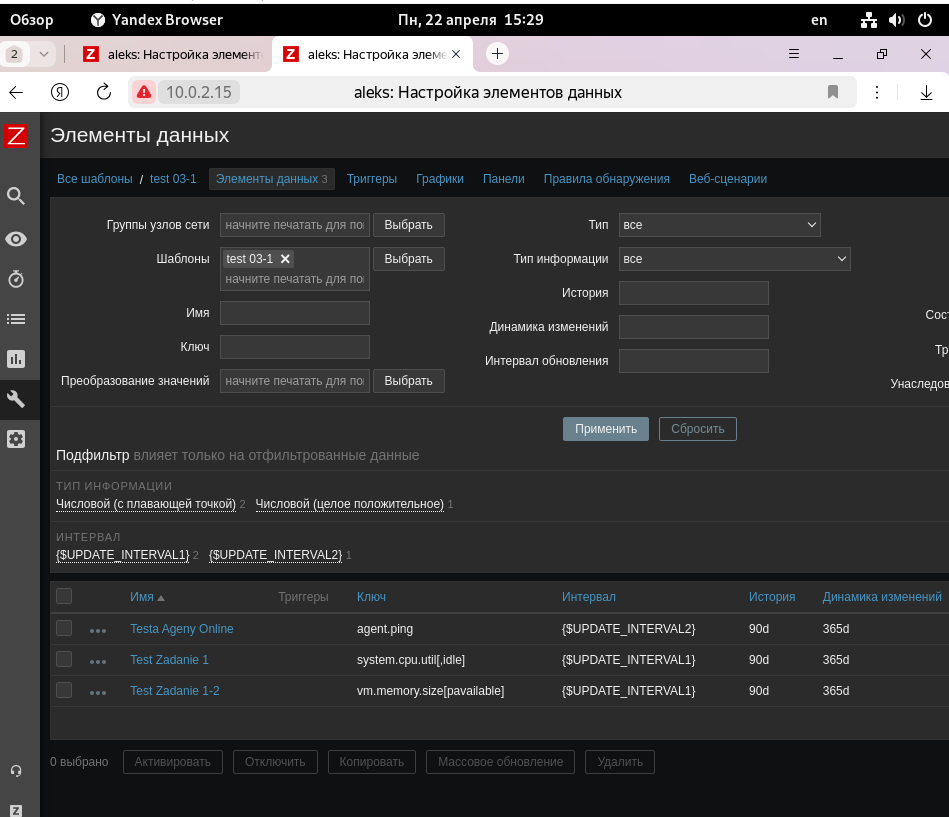 Обзор Yandex Browser Пн, 22 апреля 15:29 en
2 Z aleks: Настройка элемент Z aleks: Настройка элеме
Я 10.0.2.15 aleks: Настройка элементов данных
Z Элементы данных
Все шаблоны / test 03-1 Элементы данных 3 Триггеры Графики Панели Правила обнаружения Веб-сценарии
Группы узлов сети начните печатать для пои Выбрать Тип все
Шаблоны test 03-1 Выбрать Тип информации все
начните печатать для пои
История
Имя Сост
Динамика изменений
Ключ Тр
Интервал обновления
Преобразование значений начните печатать для пои Выбрать Унаследов
Применить Сбросить
Подфильтр влияет только на отфильтрованные данные
ТИП ИНФОРМАЦИИ
Числовой (с плавающей точкой) 2 Числовой (целое положительное) 1
ИНТЕРВАЛ
{$UPDATE_INTERVAL1} 2 {$UPDATE_INTERVAL2} 1
Имя Триггеры Ключ Интервал История Динамика изменений
Testa Ageny Online agent.ping {$UPDATE_INTERVAL2} 90d 365d
Test Zadanie 1 system.cpu.util[,idle] {$UPDATE_INTERVAL1} 90d 365d
Test Zadanie 1-2 vm.memory.size[pavailable] {$UPDATE_INTERVAL1} 90d 365d
0 выбрано Активировать Отключить Копировать Массовое обновление Удалить
Z